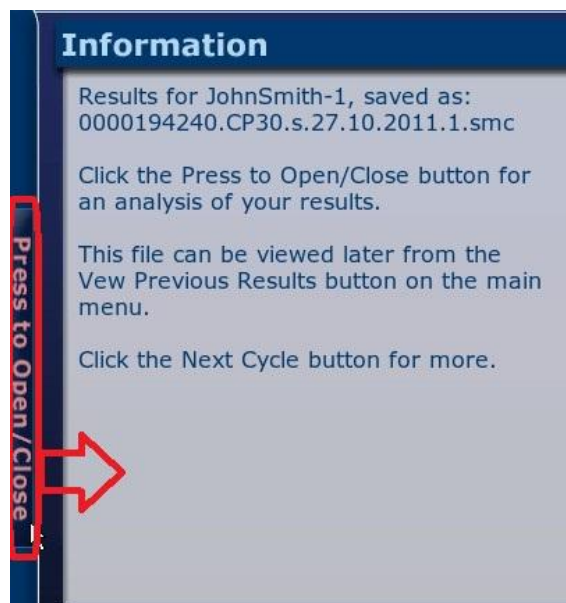 Information
Results for JohnSmith-1, saved as:
0000194240.CP30.s.27.10.2011.1.smc
Click the Press to Open/Close button for
an analysis of your results.
This file can be viewed later from the
Vew Previous Results button on the main
menu.
Click the Next Cycle button for more.
Press to Open/Close